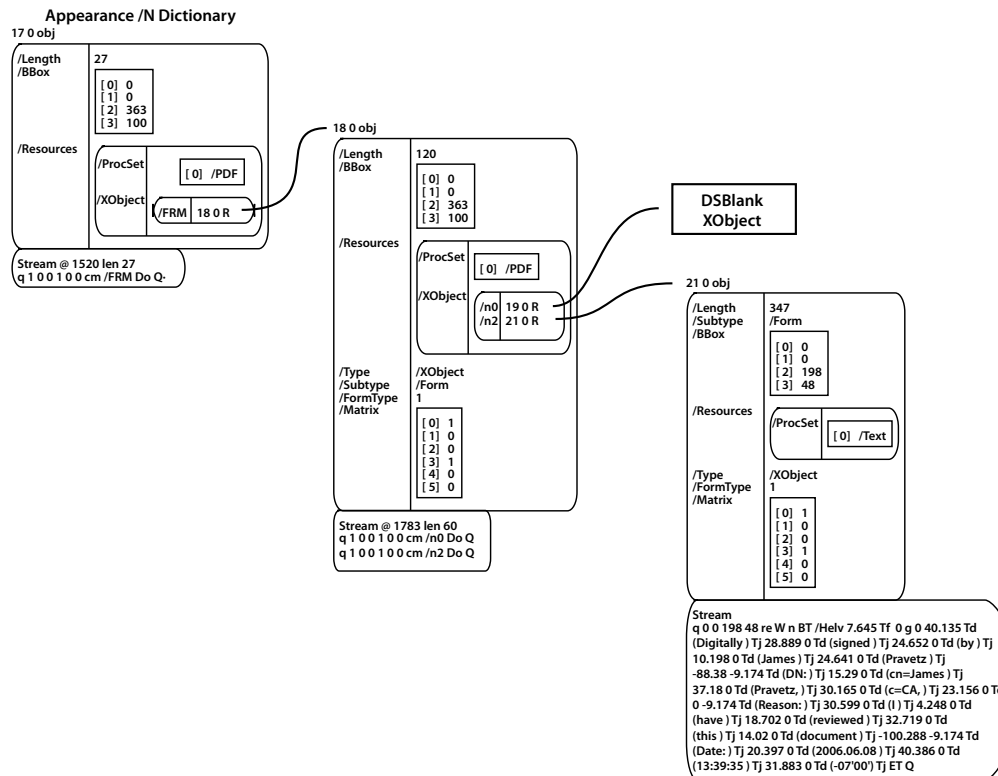 Appearance /N Dictionary
17 0 obj
/Length 27
/BBox
[ 0] 0
[ 1] 0
[ 2] 363
[ 3] 100
/Resources
/ProcSet
[ 0] /PDF
/XObject
/FRM 18 0 R
Stream @ 1520 len 27
q 1 0 0 1 0 0 cm /FRM Do Q·
18 0 obj
/Length 120
/BBox
[ 0] 0
[ 1] 0
[ 2] 363
[ 3] 100
/Resources
/ProcSet
[ 0] /PDF
/XObject
/n0 19 0 R
/n2 21 0 R
/Type /XObject
/Subtype /Form
/FormType 1
/Matrix
[ 0] 1
[ 1] 0
[ 2] 0
[ 3] 1
[ 4] 0
[ 5] 0
Stream @ 1783 len 60
q 1 0 0 1 0 0 cm /n0 Do Q
q 1 0 0 1 0 0 cm /n2 Do Q
DSBlank
XObject
21 0 obj
/Length 347
/Subtype /Form
/BBox
[ 0] 0
[ 1] 0
[ 2] 198
[ 3] 48
/Resources
/ProcSet
[ 0] /Text
/Type /XObject
/FormType 1
/Matrix
[ 0] 1
[ 1] 0
[ 2] 0
[ 3] 1
[ 4] 0
[ 5] 0
Stream
q 0 0 198 48 re W n BT /Helv 7.645 Tf 0 g 0 40.135 Td
(Digitally ) Tj 28.889 0 Td (signed ) Tj 24.652 0 Td (by ) Tj
10.198 0 Td (James ) Tj 24.641 0 Td (Pravetz ) Tj
-88.38 -9.174 Td (DN: ) Tj 15.29 0 Td (cn=James ) Tj
37.18 0 Td (Pravetz, ) Tj 30.165 0 Td (c=CA, ) Tj 23.156 0 Td
0 -9.174 Td (Reason: ) Tj 30.599 0 Td (I ) Tj 4.248 0 Td
(have ) Tj 18.702 0 Td (reviewed ) Tj 32.719 0 Td
(this ) Tj 14.02 0 Td (document ) Tj -100.288 -9.174 Td
(Date: ) Tj 20.397 0 Td (2006.06.08 ) Tj 40.386 0 Td
(13:39:35 ) Tj 31.883 0 Td (-07'00') Tj ET Q